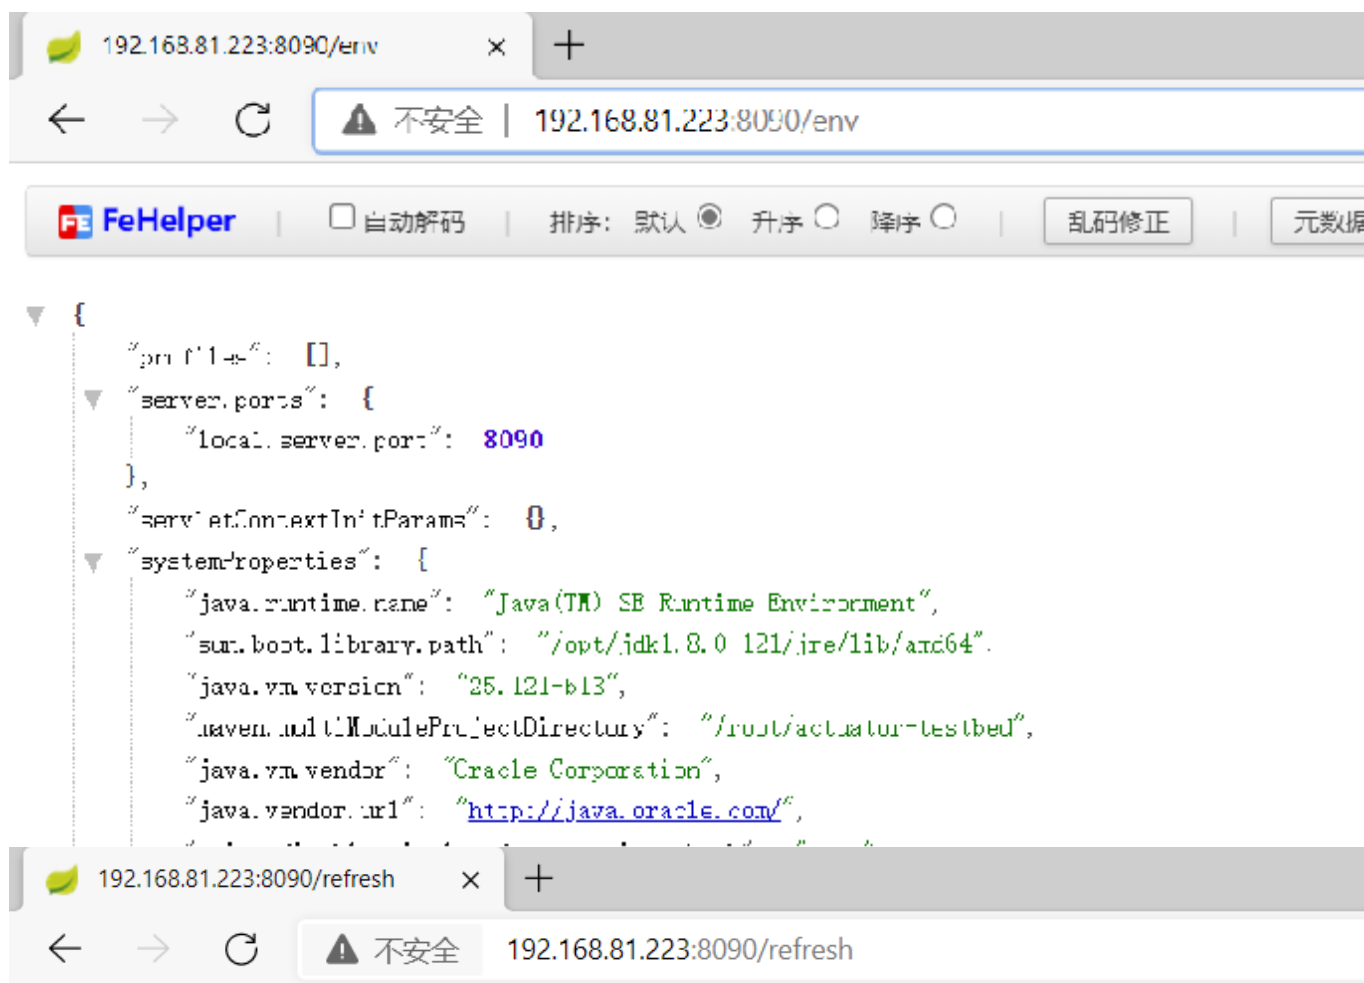 192.168.81.223:8090/env
不安全 | 192.168.81.223:8090/env
FeHelper | 自动解码 | 排序: 默认 升序 降序 | 乱码修正 | 元数据
{
"profiles": [],
"server.ports": {
"local.server.port": 8090
},
"servletContextInitParams": {},
"systemProperties": {
"java.runtime.name": "Java(TM) SE Runtime Environment",
"sun.boot.library.path": "/opt/jdk1.8.0_121/jre/lib/amd64",
"java.vm.version": "25.121-b13",
"maven.multiModuleProjectDirectory": "/root/actuator-testbed",
"java.vm.vendor": "Oracle Corporation",
"java.vendor.url": "http://java.oracle.com/",
192.168.81.223:8090/refresh
不安全 192.168.81.223:8090/refresh